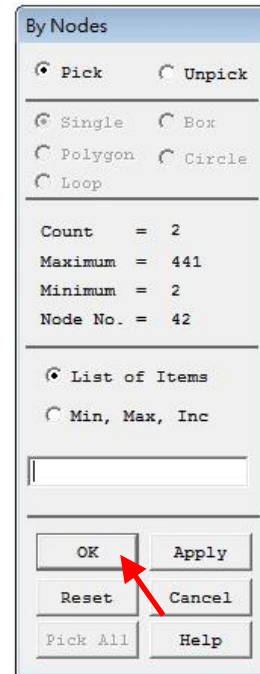 By Nodes
Pick Unpick
Single Box
Polygon Circle
Loop
Count = 2
Maximum = 441
Minimum = 2
Node No. = 42
List of Items
Min, Max, Inc
OK Apply
Reset Cancel
Pick All Help